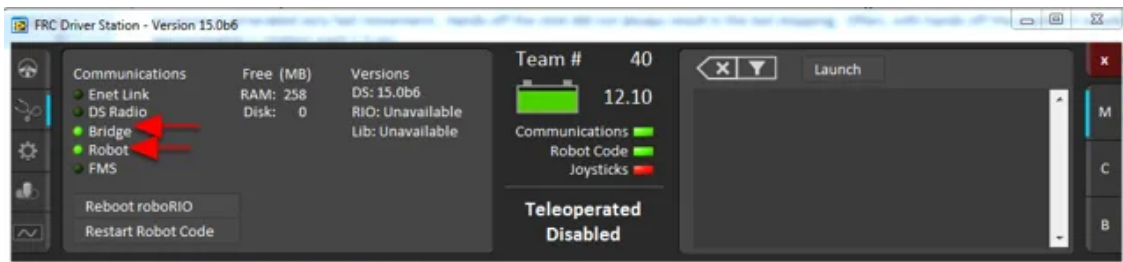 FRC Driver Station - Version 15.0b6
Communications
Enet Link
DS Radio
Bridge
Robot
FMS
Free (MB)
RAM: 258
Disk: 0
Versions
DS: 15.0b6
RIO: Unavailable
Lib: Unavailable
Reboot roboRIO
Restart Robot Code
Team # 40
12.10
Communications
Robot Code
Joysticks
Teleoperated
Disabled
Launch
x
M
C
B